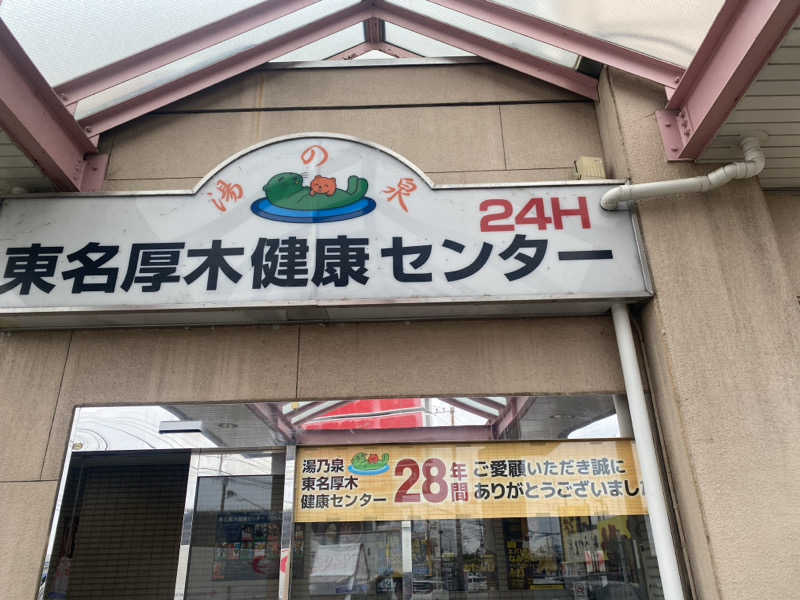 湯の泉
24H
東名厚木健康センター
湯乃泉
東名厚木
健康センター
28年間
ご愛顧いただき誠に
ありがとうございました